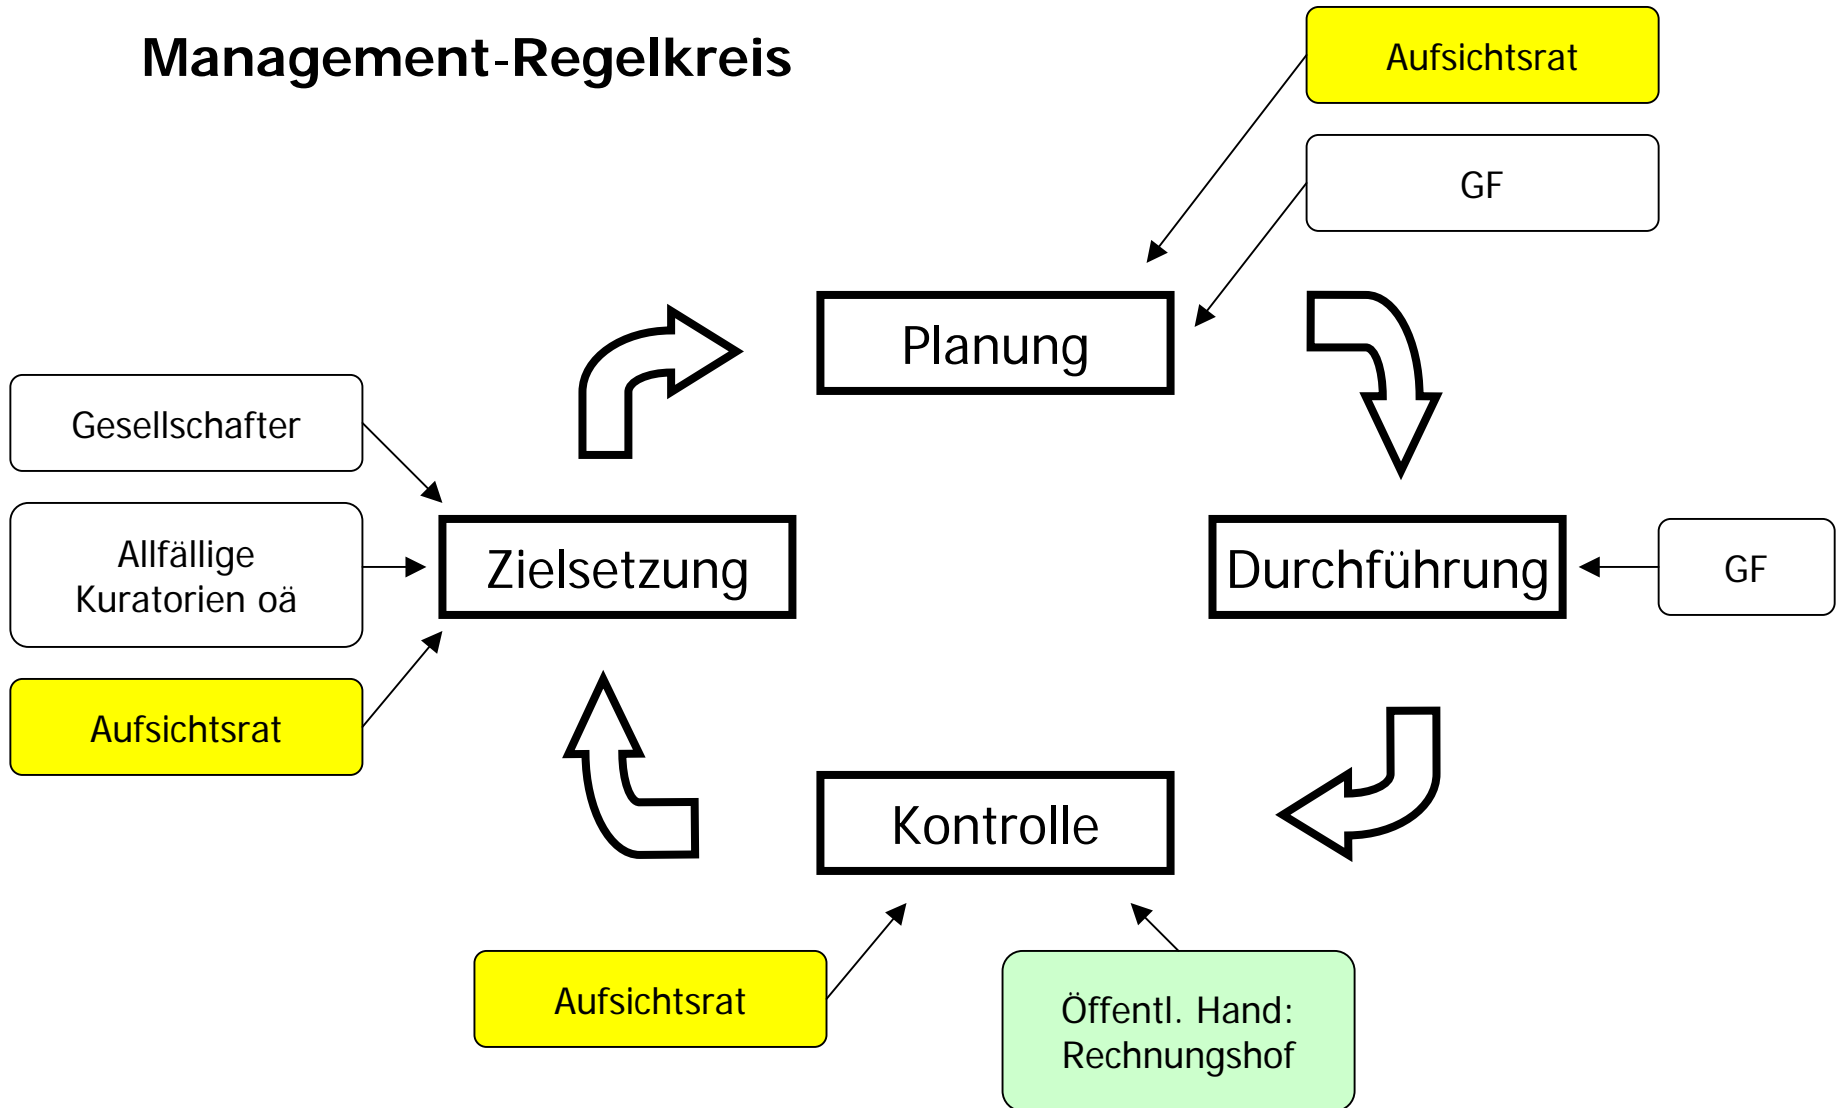 Management-Regelkreis
Aufsichtsrat
GF
Planung
Gesellschafter
Allfällige
Kuratorien oä
Zielsetzung
Durchführung
GF
Aufsichtsrat
Kontrolle
Aufsichtsrat
Öffentl. Hand:
Rechnungshof